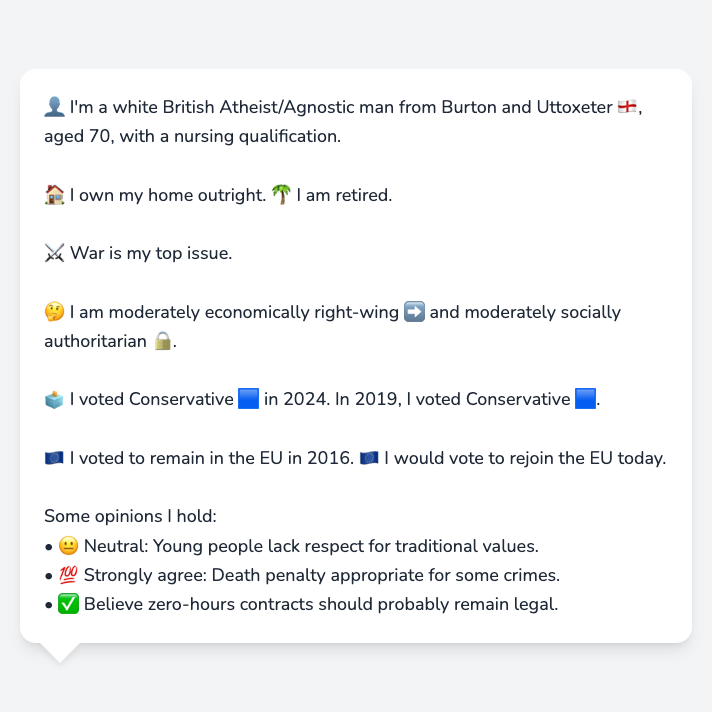 👤 I'm a white British Atheist/Agnostic man from Burton and Uttoxeter 🏴󠁧󠁢󠁥󠁮󠁧󠁿,
aged 70, with a nursing qualification.
🏠 I own my home outright. 🌴 I am retired.
⚔️ War is my top issue.
🤔 I am moderately economically right-wing ➡️ and moderately socially
authoritarian 🔒.
🗳️ I voted Conservative 🟦 in 2024. In 2019, I voted Conservative 🟦.
🇪🇺 I voted to remain in the EU in 2016. 🇪🇺 I would vote to rejoin the EU today.
Some opinions I hold:
• 😐 Neutral: Young people lack respect for traditional values.
• 💯 Strongly agree: Death penalty appropriate for some crimes.
• ✅ Believe zero-hours contracts should probably remain legal.